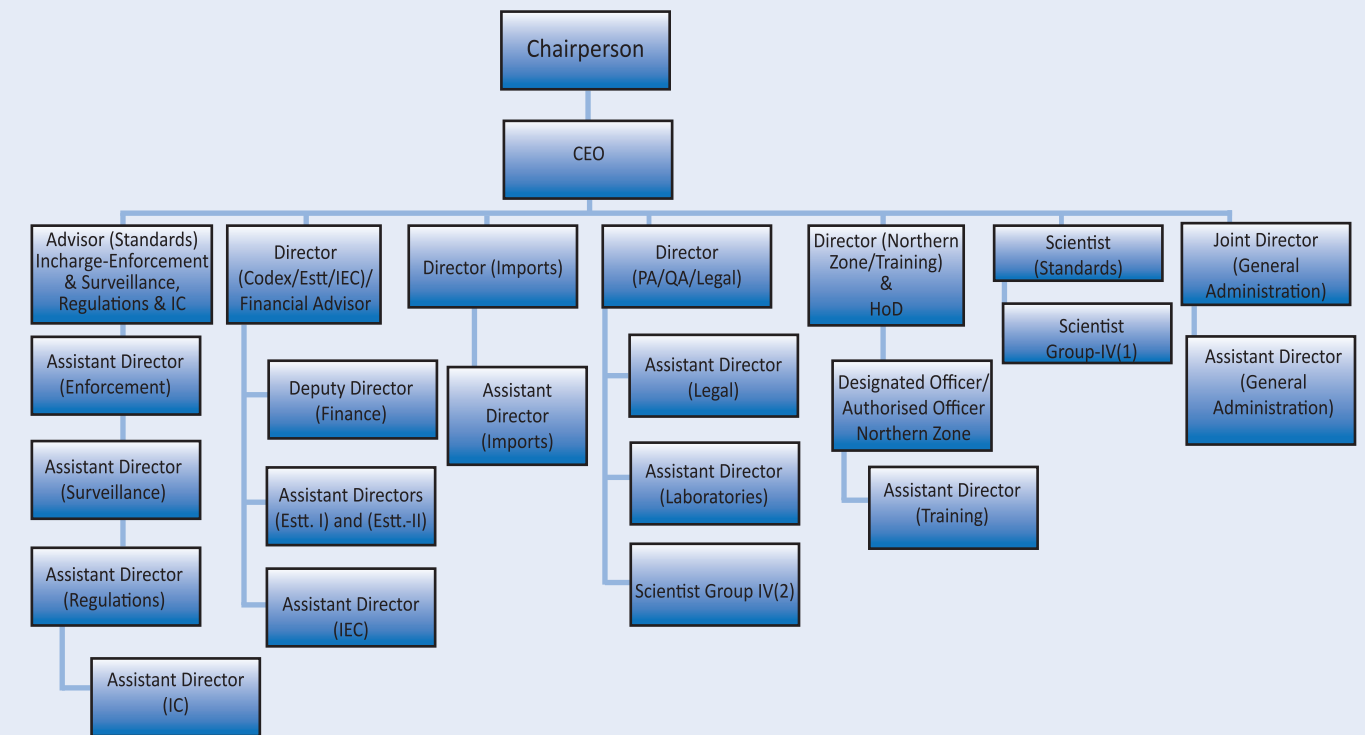 Chairperson
CEO
Advisor (Standards)
Incharge-Enforcement
& Surveillance,
Regulations & IC
Assistant Director
(Enforcement)
Assistant Director
(Surveillance)
Assistant Director
(Regulations)
Assistant Director
(IC)
Director
(Codex/Estt/IEC)/
Financial Advisor
Deputy Director
(Finance)
Assistant Directors
(Estt. I) and (Estt.-II)
Assistant Director
(IEC)
Director (Imports)
Assistant
Director
(Imports)
Director
(PA/QA/Legal)
Assistant Director
(Legal)
Assistant Director
(Laboratories)
Scientist Group IV(2)
Director (Northern
Zone/Training)
&
HoD
Designated Officer/
Authorised Officer
Northern Zone
Assistant Director
(Training)
Scientist
(Standards)
Scientist
Group-IV(1)
Joint Director
(General
Administration)
Assistant Director
(General
Administration)